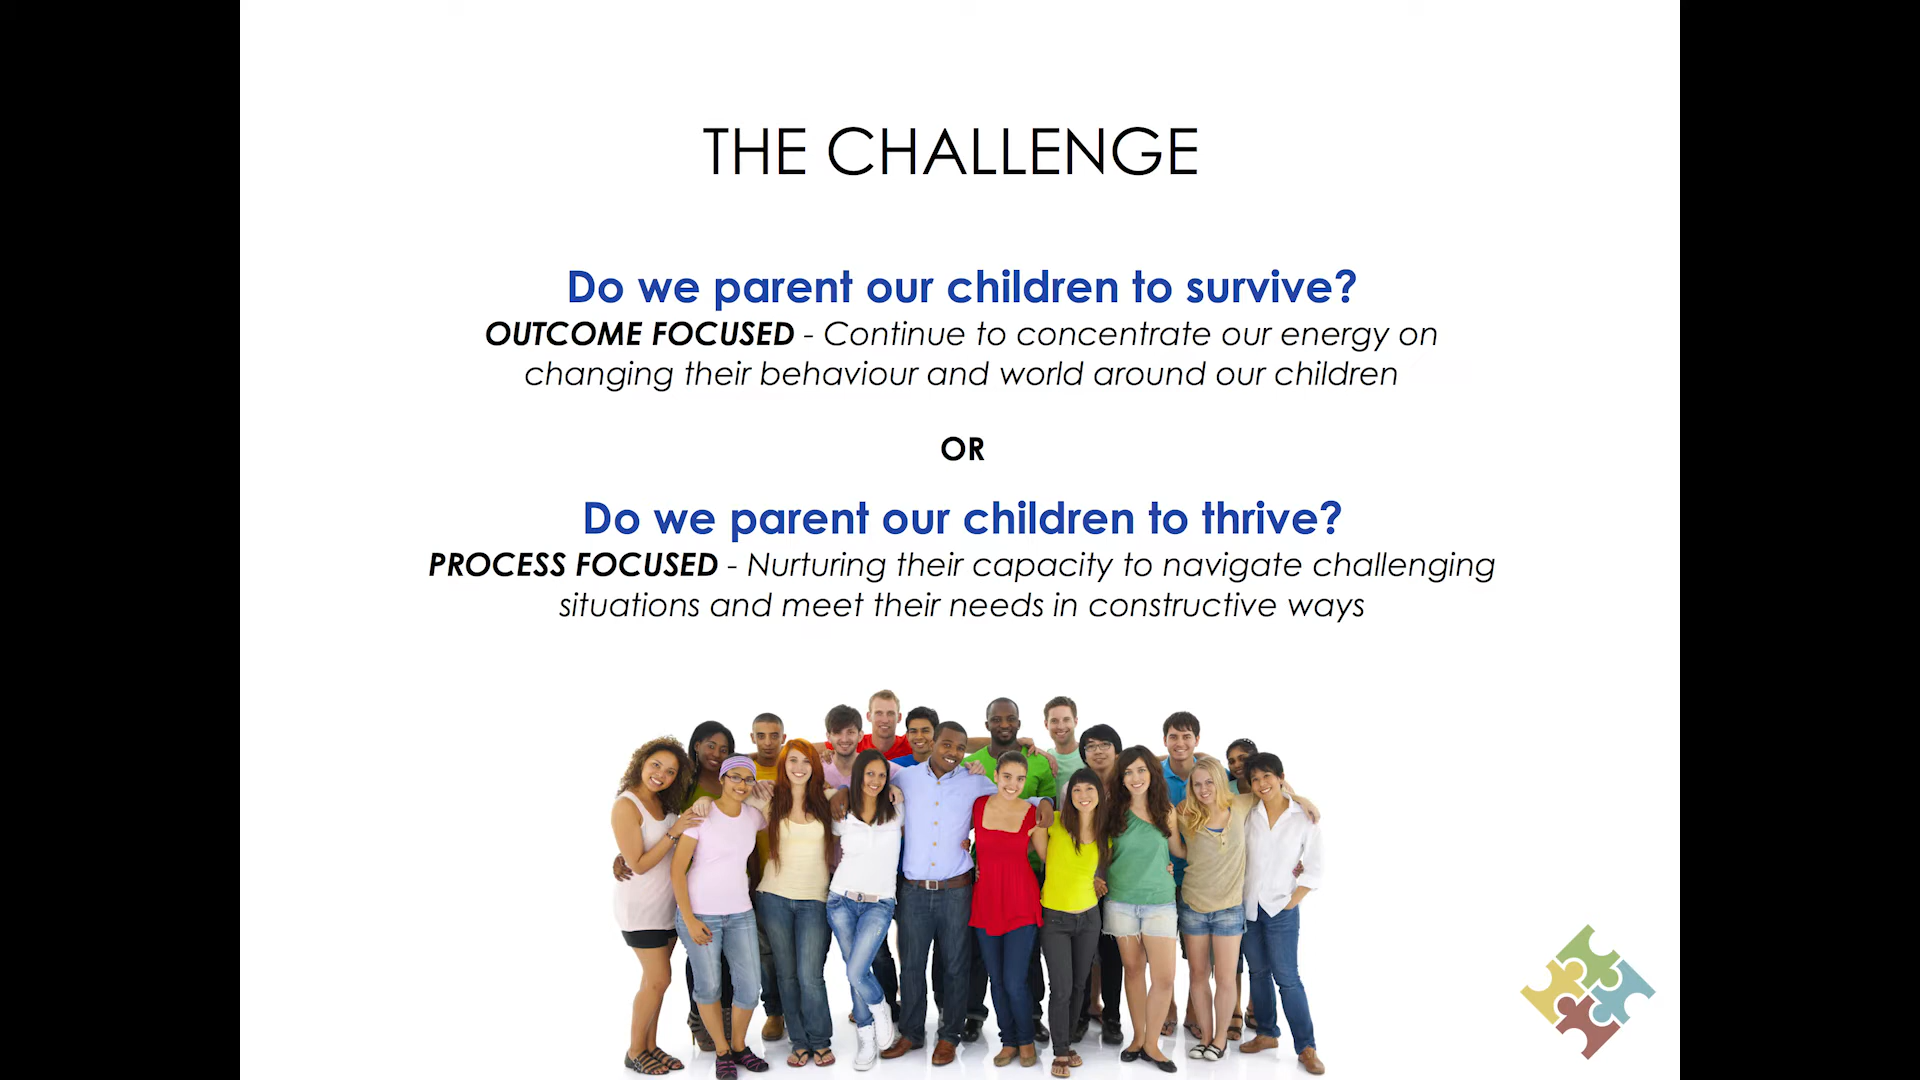 THE CHALLENGE
Do we parent our children to survive?
OUTCOME FOCUSED - Continue to concentrate our energy on
changing their behaviour and world around our children
OR
Do we parent our children to thrive?
PROCESS FOCUSED - Nurturing their capacity to navigate challenging
situations and meet their needs in constructive ways